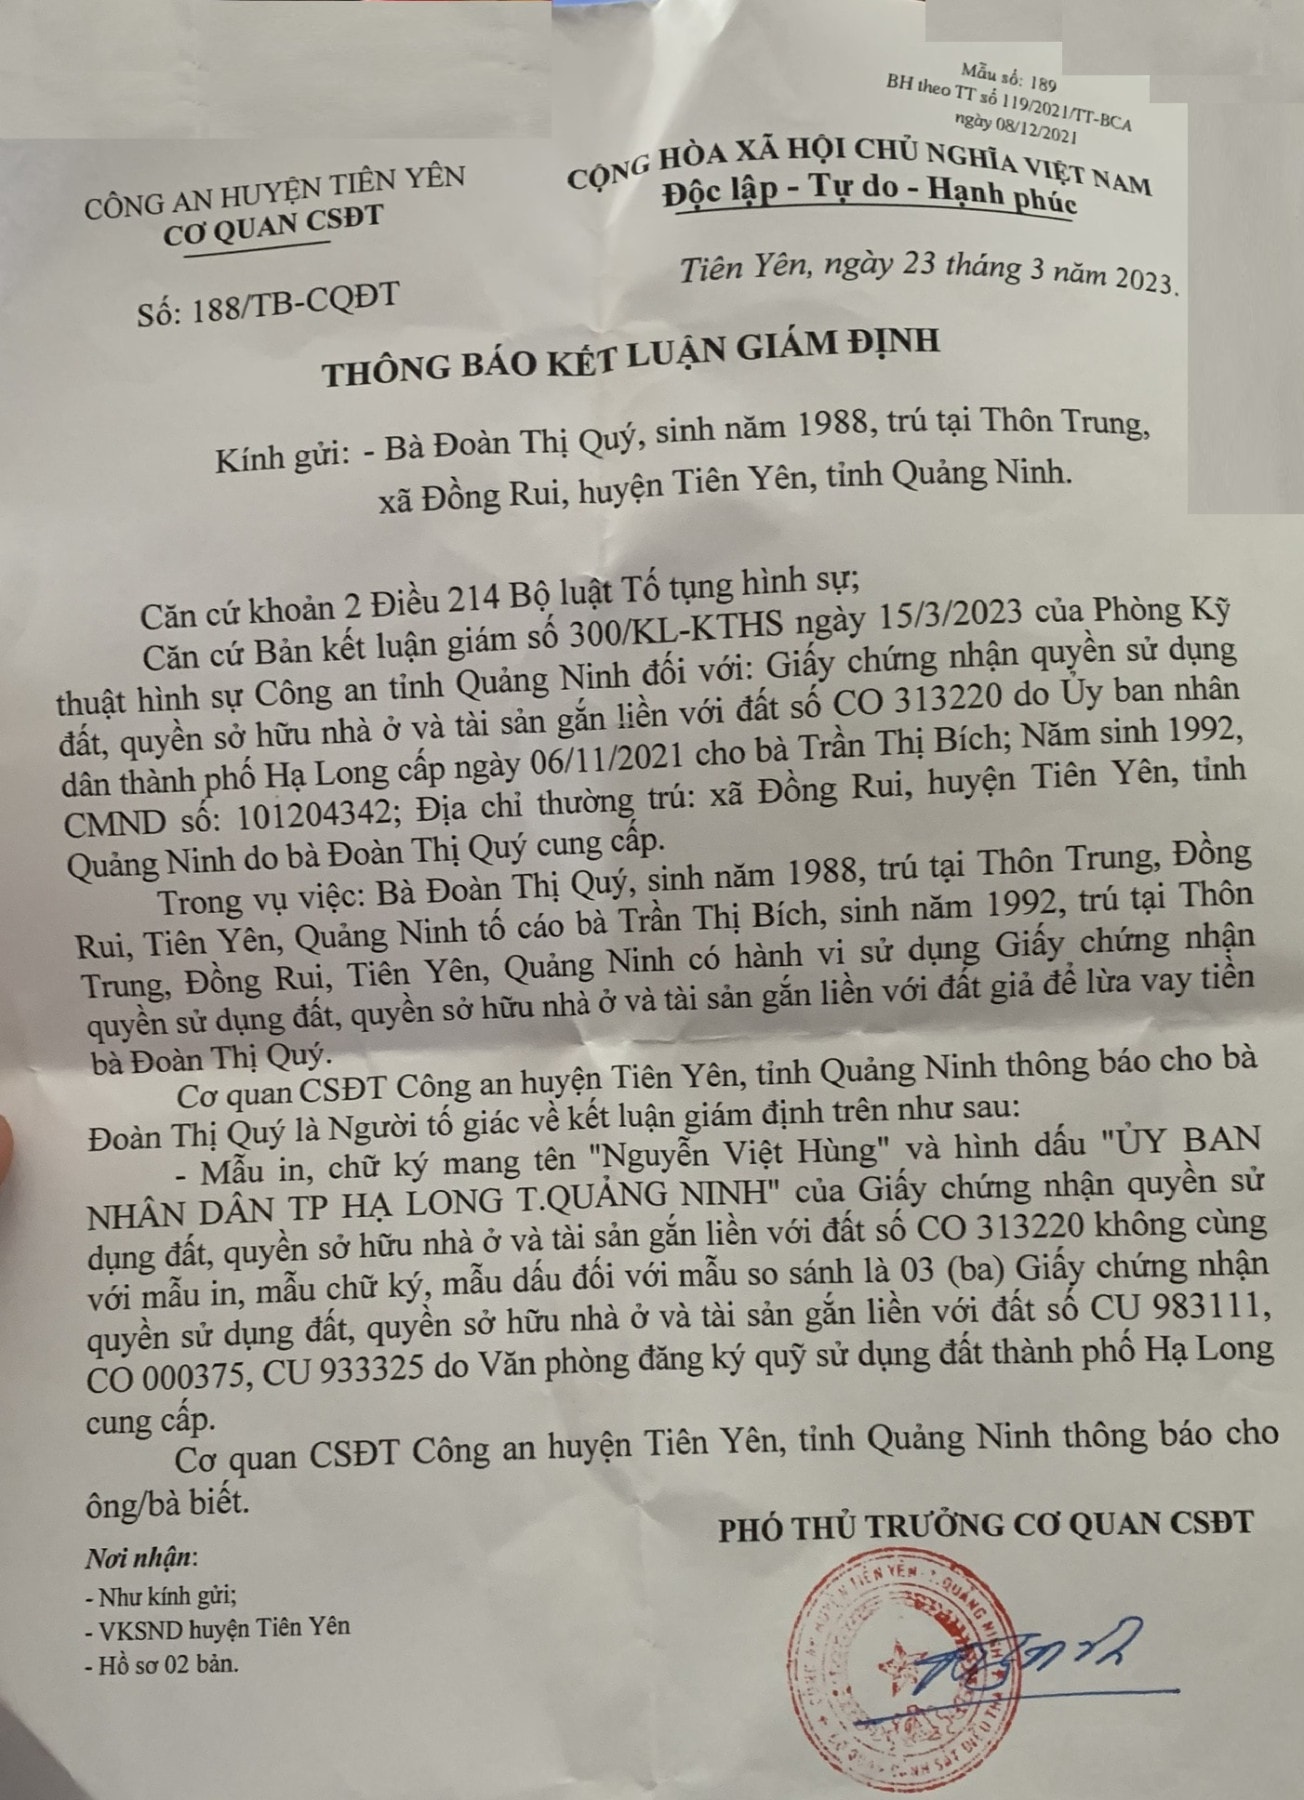 Mẫu số: 189
BH theo TT số 119/2021/TT-BCA
ngày 08/12/2021
CÔNG AN HUYỆN TIÊN YÊN
CƠ QUAN CSĐT
CỘNG HÒA XÃ HỘI CHỦ NGHĨA VIỆT NAM
Độc lập - Tự do - Hạnh phúc
Số: 188/TB-CQĐT
Tiên Yên, ngày 23 tháng 3 năm 2023.
THÔNG BÁO KẾT LUẬN GIÁM ĐỊNH
Kính gửi: - Bà Đoàn Thị Quý, sinh năm 1988, trú tại Thôn Trung,
xã Đồng Rui, huyện Tiên Yên, tỉnh Quảng Ninh.
Căn cứ khoản 2 Điều 214 Bộ luật Tố tụng hình sự;
Căn cứ Bản kết luận giám số 300/KL-KTHS ngày 15/3/2023 của Phòng Kỹ
thuật hình sự Công an tỉnh Quảng Ninh đối với: Giấy chứng nhận quyền sử dụng
đất, quyền sở hữu nhà ở và tài sản gắn liền với đất số CO 313220 do Ủy ban nhân
dân thành phố Hạ Long cấp ngày 06/11/2021 cho bà Trần Thị Bích; Năm sinh 1992,
CMND số: 101204342; Địa chỉ thường trú: xã Đồng Rui, huyện Tiên Yên, tỉnh
Quảng Ninh do bà Đoàn Thị Quý cung cấp.
Trong vụ việc: Bà Đoàn Thị Quý, sinh năm 1988, trú tại Thôn Trung, Đồng
Rui, Tiên Yên, Quảng Ninh tố cáo bà Trần Thị Bích, sinh năm 1992, trú tại Thôn
Trung, Đồng Rui, Tiên Yên, Quảng Ninh có hành vi sử dụng Giấy chứng nhận
quyền sử dụng đất, quyền sở hữu nhà ở và tài sản gắn liền với đất giả để lừa vay tiền
bà Đoàn Thị Quý.
Cơ quan CSĐT Công an huyện Tiên Yên, tỉnh Quảng Ninh thông báo cho bà
Đoàn Thị Quý là Người tố giác về kết luận giám định trên như sau:
- Mẫu in, chữ ký mang tên "Nguyễn Việt Hùng" và hình dấu "ỦY BAN
NHÂN DÂN TP HẠ LONG T.QUẢNG NINH" của Giấy chứng nhận quyền sử
dụng đất, quyền sở hữu nhà ở và tài sản gắn liền với đất số CO 313220 không cùng
với mẫu in, mẫu chữ ký, mẫu dấu đối với mẫu so sánh là 03 (ba) Giấy chứng nhận
quyền sử dụng đất, quyền sở hữu nhà ở và tài sản gắn liền với đất số CU 983111,
CO 000375, CU 933325 do Văn phòng đăng ký quỹ sử dụng đất thành phố Hạ Long
cung cấp.
Cơ quan CSĐT Công an huyện Tiên Yên, tỉnh Quảng Ninh thông báo cho
ông/bà biết.
PHÓ THỦ TRƯỞNG CƠ QUAN CSĐT
Nơi nhận:
- Như kính gửi;
- VKSND huyện Tiên Yên
- Hồ sơ 02 bản.
CÔNG AN HUYỆN TIÊN YÊN - T. QUẢNG NINH
CƠ QUAN CẢNH SÁT ĐIỀU TRA